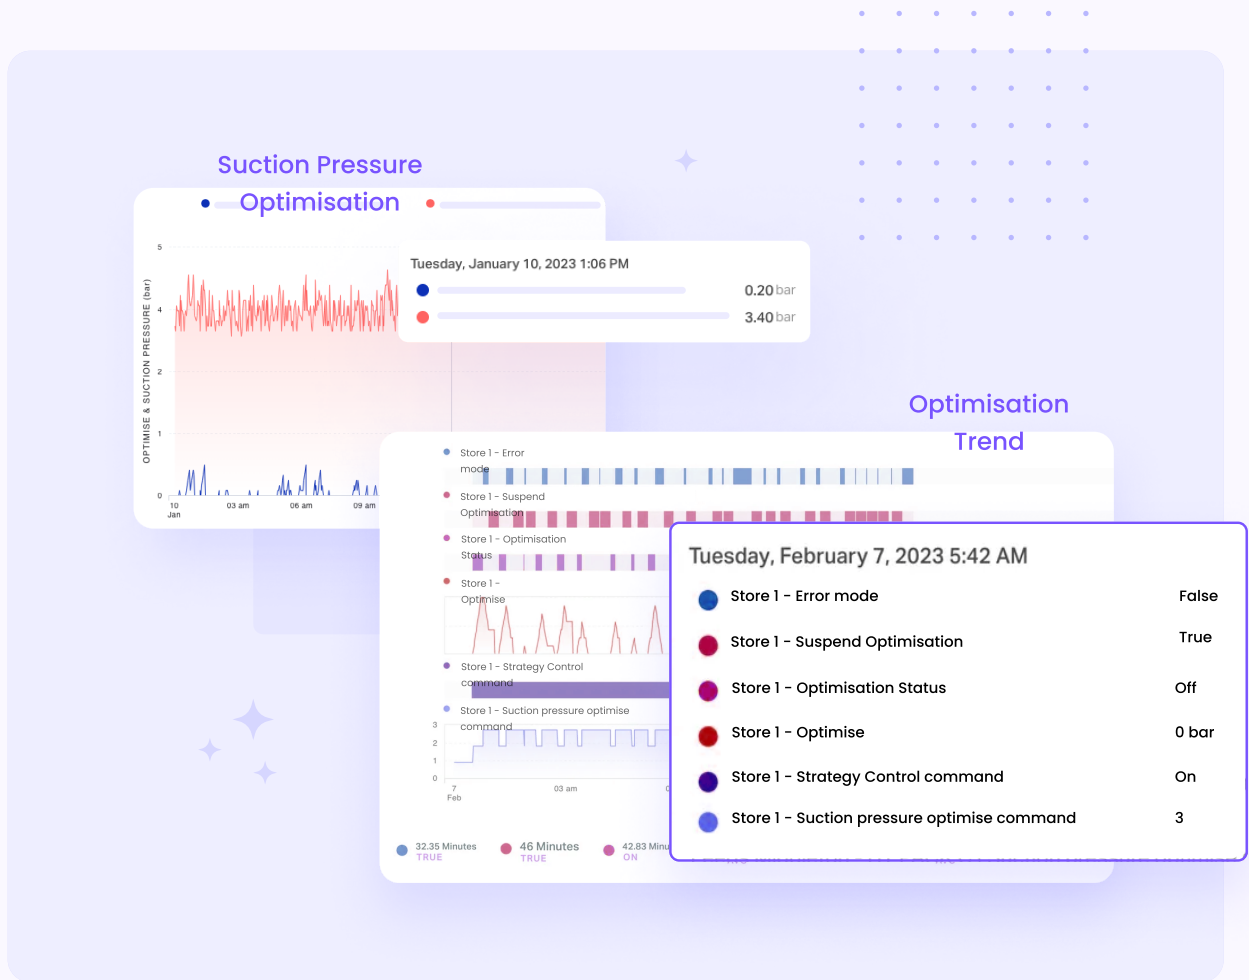 Suction Pressure
Optimisation
OPTIMISE & SUCTION PRESSURE (bar)
5
4
2
1
0
10
Jan
03 am
06 am
09 am
Tuesday, January 10, 2023 1:06 PM
0.20 bar
3.40 bar
Optimisation
Trend
Store 1 - Error
mode
Store 1 - Suspend
Optimisation
Store 1 - Optimisation
Status
Store 1 -
Optimise
Store 1 - Strategy Control
command
Store 1 - Suction pressure optimise
command
3
2
1
0
7
Feb
03 am
32.35 Minutes
TRUE
46 Minutes
TRUE
42.83 Minu
ON
Tuesday, February 7, 2023 5:42 AM
Store 1 - Error mode False
Store 1 - Suspend Optimisation True
Store 1 - Optimisation Status Off
Store 1 - Optimise 0 bar
Store 1 - Strategy Control command On
Store 1 - Suction pressure optimise command 3